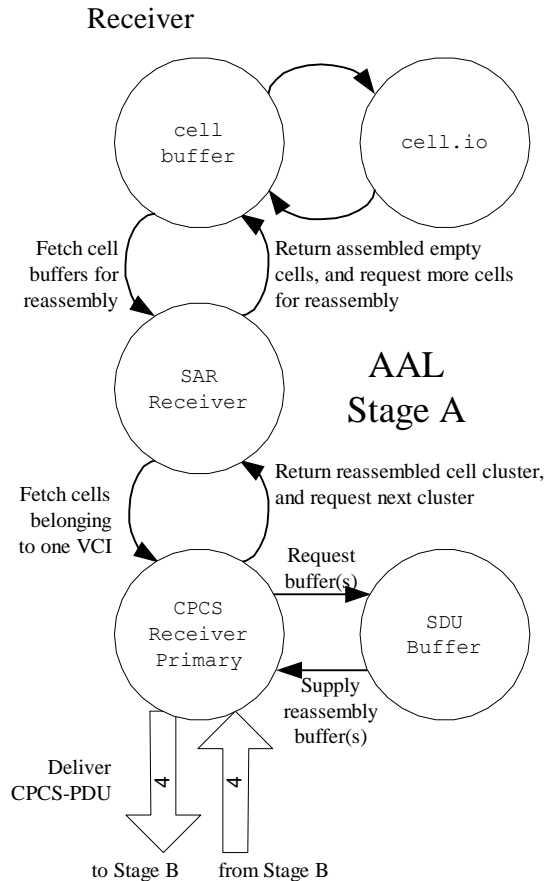 Receiver
cell
buffer
cell.io
Fetch cell
buffers for
reassembly
Return assembled empty
cells, and request more cells
for reassembly
SAR
Receiver
AAL
Stage A
Fetch cells
belonging
to one VCI
Return reassembled cell cluster,
and request next cluster
Request
buffer(s)
CPCS
Receiver
Primary
SDU
Buffer
Supply
reassembly
buffer(s)
Deliver
CPCS-PDU
4
4
to Stage B
from Stage B